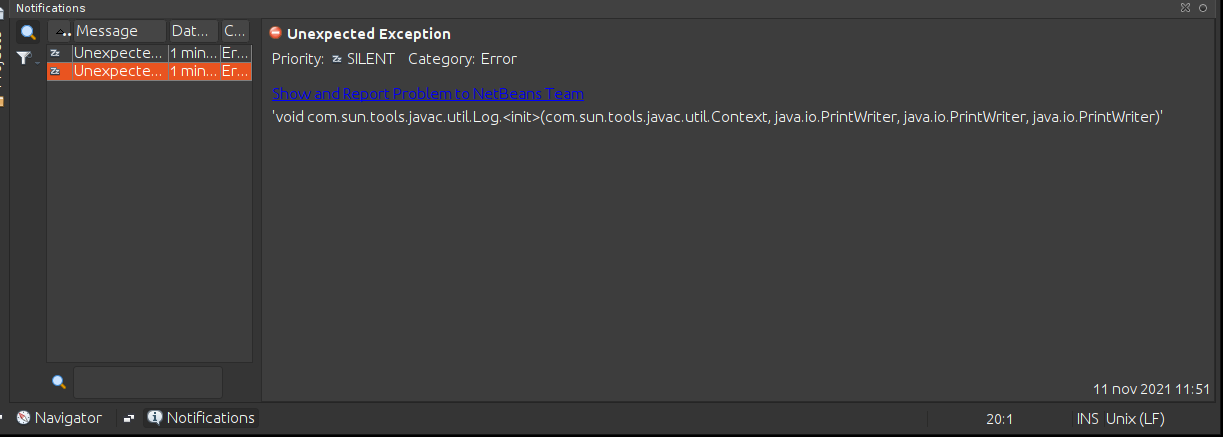 Notifications
Message Dat... C...
Unexpecte... 1 min... Er...
Unexpecte... 1 min... Er...
Unexpected Exception
Priority: SILENT Category: Error
Show and Report Problem to NetBeans Team
'void com.sun.tools.javac.util.Log.<init>(com.sun.tools.javac.util.Context, java.io.PrintWriter, java.io.PrintWriter, java.io.PrintWriter)'
11 nov 2021 11:51
Navigator Notifications 20:1 INS Unix (LF)